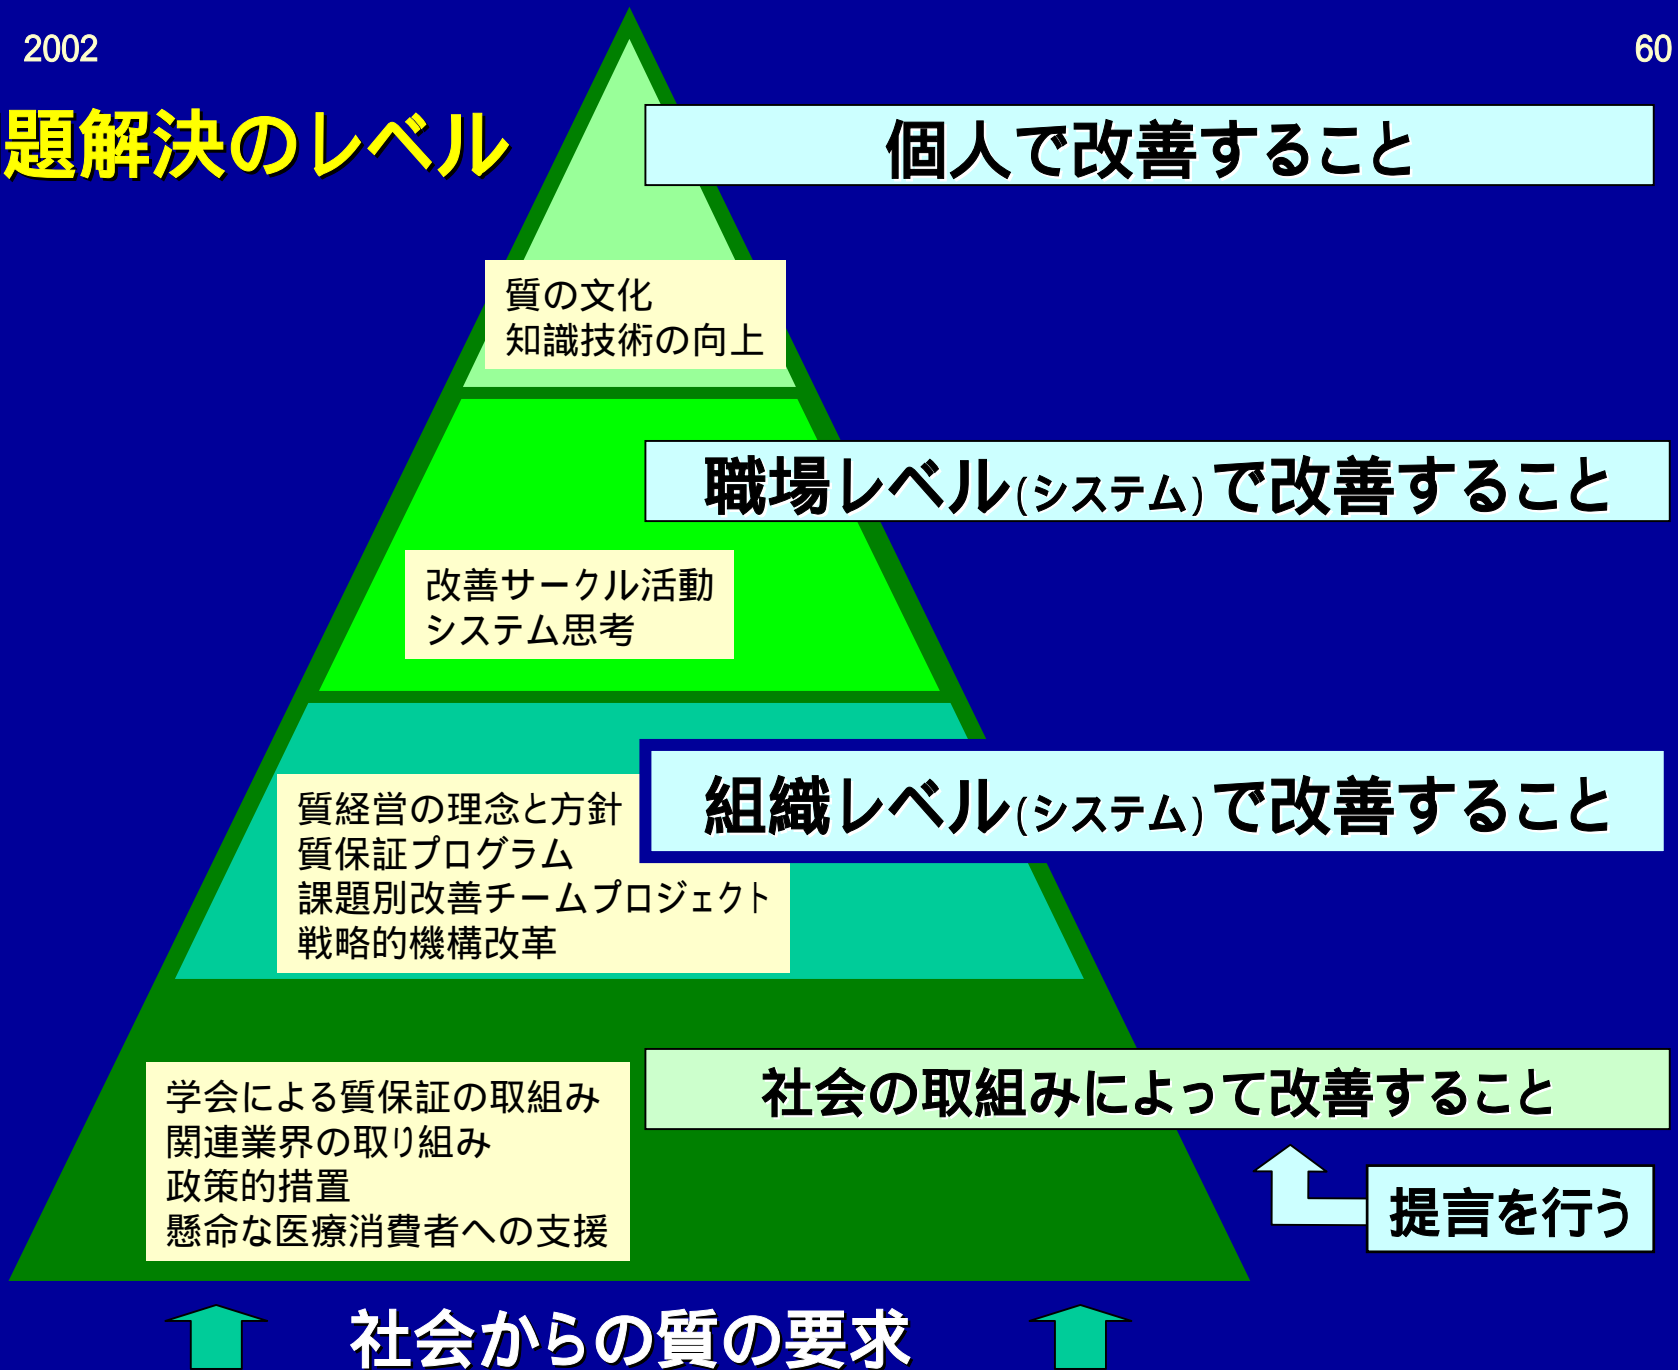 2002
60
題解決のレベル
個人で改善すること
質の文化
知識技術の向上
職場レベル(システム)で改善すること
改善サークル活動
システム思考
組織レベル(システム)で改善すること
質経営の理念と方針
質保証プログラム
課題別改善チームプロジェクト
戦略的機構改革
社会の取組みによって改善すること
学会による質保証の取組み
関連業界の取り組み
政策的措置
懸命な医療消費者への支援
提言を行う
社会からの質の要求